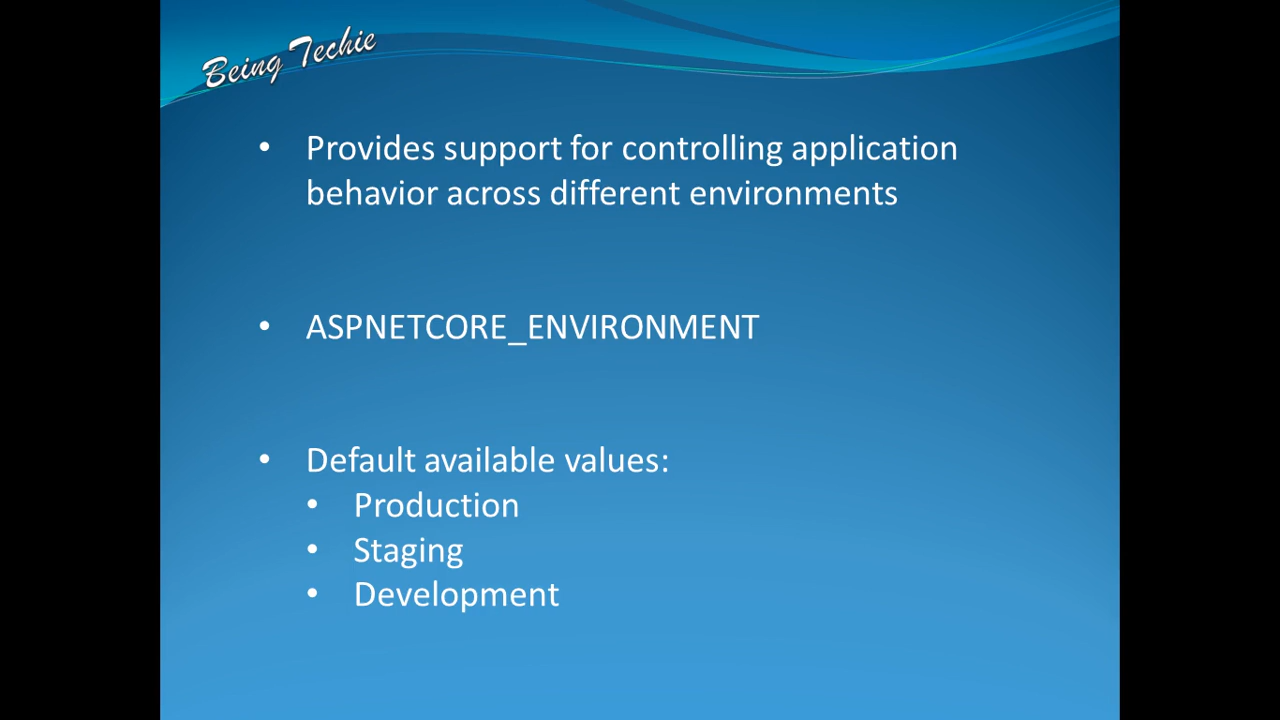 Being Techie
• Provides support for controlling application
behavior across different environments
• ASPNETCORE_ENVIRONMENT
• Default available values:
• Production
• Staging
• Development